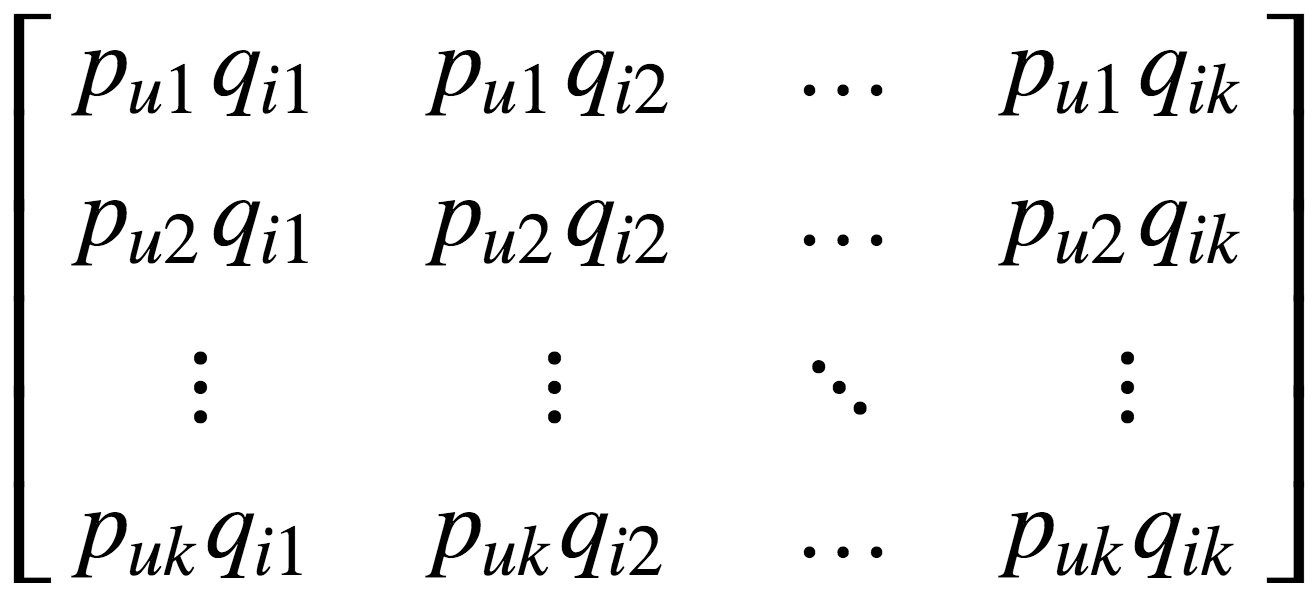 p_{u1} q_{i1} p_{u1} q_{i2} ⋯ p_{u1} q_{ik}
p_{u2} q_{i1} p_{u2} q_{i2} ⋯ p_{u2} q_{ik}
⋮ ⋮ ⋱ ⋮
p_{uk} q_{i1} p_{uk} q_{i2} ⋯ p_{uk} q_{ik}